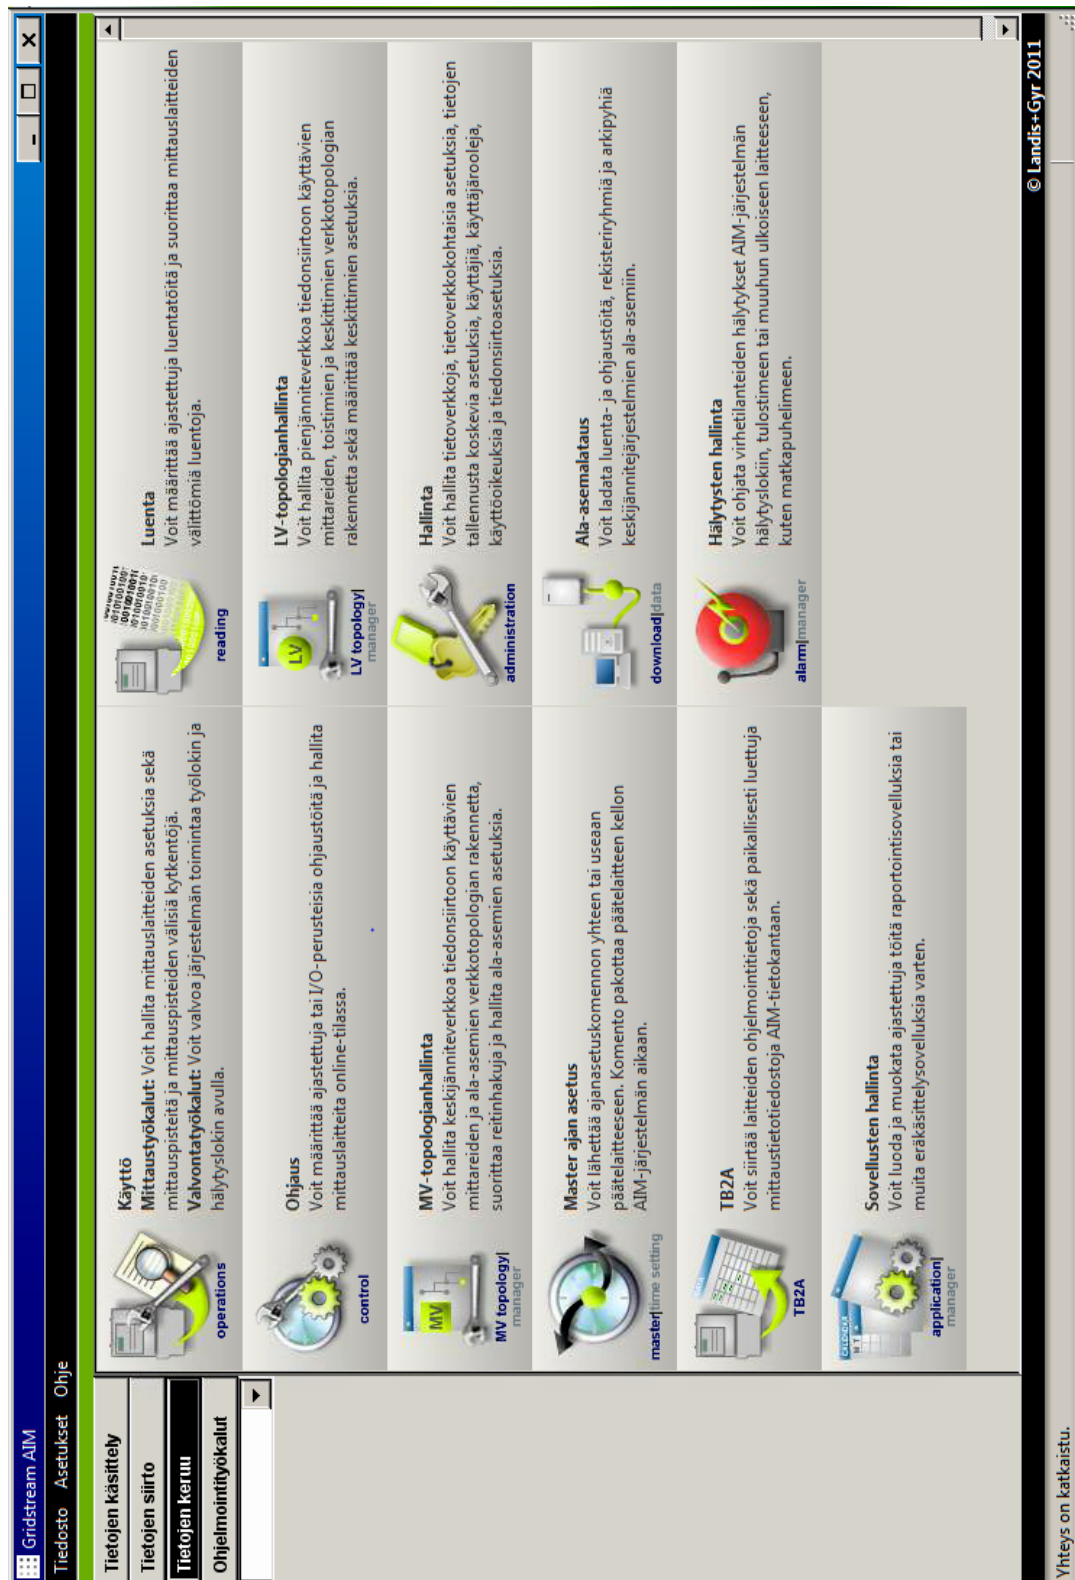 Gridstream AIM
Tiedosto Asetukset Ohje
Tietojen käsittely
Tietojen siirto
Tietojen keruu
Ohjelmointityökalut
operations
Käyttö
Mittaustyökalut: Voit hallita mittauslaitteiden asetuksia sekä
mittauspisteitä ja mittauspisteiden välisiä kytkentöjä.
Valvontatyökalut: Voit valvoa järjestelmän toimintaa työlokin ja
hälytyslokin avulla.
reading
Luenta
Voit määrittää ajastettuja luentatöitä ja suorittaa mittauslaitteiden
välittömiä luentoja.
control
Ohjaus
Voit määrittää ajastettuja tai I/O-perusteisia ohjaustöitä ja hallita
mittauslaitteita online-tilassa.
LV
LV topology|
manager
LV-topologianhallinta
Voit hallita pienjänniteverkkoa tiedonsiirtoon käyttävien
mittareiden, toistimien ja keskittimien verkkotopologian
rakennetta sekä määrittää keskittimien asetuksia.
MV
MV topology|
manager
MV-topologianhallinta
Voit hallita keskijänniteverkkoa tiedonsiirtoon käyttävien
mittareiden ja ala-asemien verkkotopologian rakennetta,
suorittaa reitinhakuja ja hallita ala-asemien asetuksia.
administration
Hallinta
Voit hallita tietoverkkoja, tietoverkkokohtaisia asetuksia, tietojen
tallennusta koskevia asetuksia, käyttäjiä, käyttäjärooleja,
käyttöoikeuksia ja tiedonsiirtoasetuksia.
master|time setting
Master ajan asetus
Voit lähettää ajanasetuskomennon yhteen tai useaan
päätelaitteeseen. Komento pakottaa päätelaitteen kellon
AIM-järjestelmän aikaan.
download|data
Ala-asemalataus
Voit ladata luenta- ja ohjaustöitä, rekisteriryhmiä ja arkipyhiä
keskijännitejärjestelmien ala-asemiin.
TB2A
TB2A
Voit siirtää laitteiden ohjelmointitietoja sekä paikallisesti luettuja
mittaustietotiedostoja AIM-tietokantaan.
alarm|manager
Hälytysten hallinta
Voit ohjata virhetilanteiden hälytykset AIM-järjestelmän
hälytyslokiin, tulostimeen tai muuhun ulkoiseen laitteeseen,
kuten matkapuhelimeen.
CALENDAR
application|
manager
Sovellusten hallinta
Voit luoda ja muokata ajastettuja töitä raportointisovelluksia tai
muita eräkäsittelysovelluksia varten.
© Landis+Gyr 2011
Yhteys on katkaistu.